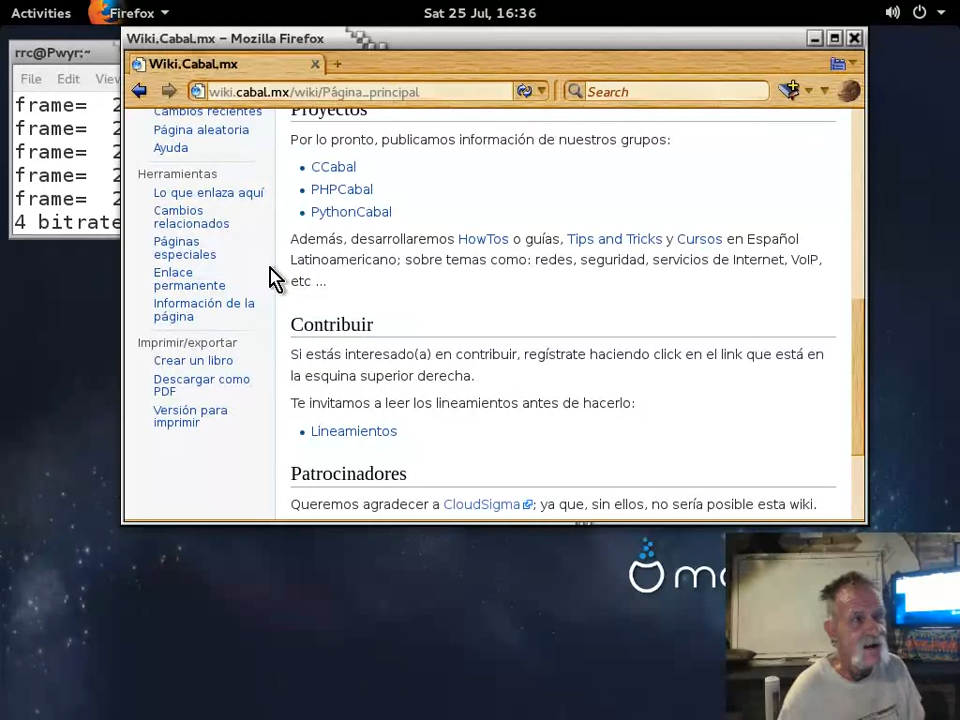 Activities Firefox Sat 25 Jul, 16:36
Wiki.Cabal.mx – Mozilla Firefox
rrc@Pwyr:~
Wiki.Cabal.mx
File Edit
wiki.cabal.mx/wiki/Página_principal Search
frame= 2
frame= 2
frame= 2
frame= 2
frame= 2
4 bitrate
Cambios recientes
Página aleatoria
Ayuda
Herramientas
Lo que enlaza aquí
Cambios
relacionados
Páginas
especiales
Enlace
permanente
Información de la
página
Imprimir/exportar
Crear un libro
Descargar como
PDF
Versión para
imprimir
Proyectos
Por lo pronto, publicamos información de nuestros grupos:
CCabal
PHPCabal
PythonCabal
Además, desarrollaremos HowTos o guías, Tips and Tricks y Cursos en Español
Latinoamericano; sobre temas como: redes, seguridad, servicios de Internet, VoIP,
etc ...
Contribuir
Si estás interesado(a) en contribuir, regístrate haciendo click en el link que está en
la esquina superior derecha.
Te invitamos a leer los lineamientos antes de hacerlo:
Lineamientos
Patrocinadores
Queremos agradecer a CloudSigma; ya que, sin ellos, no sería posible esta wiki.